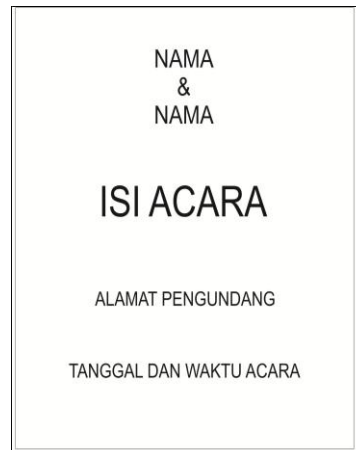 NAMA
&
NAMA
ISI ACARA
ALAMAT PENGUNDANG
TANGGAL DAN WAKTU ACARA